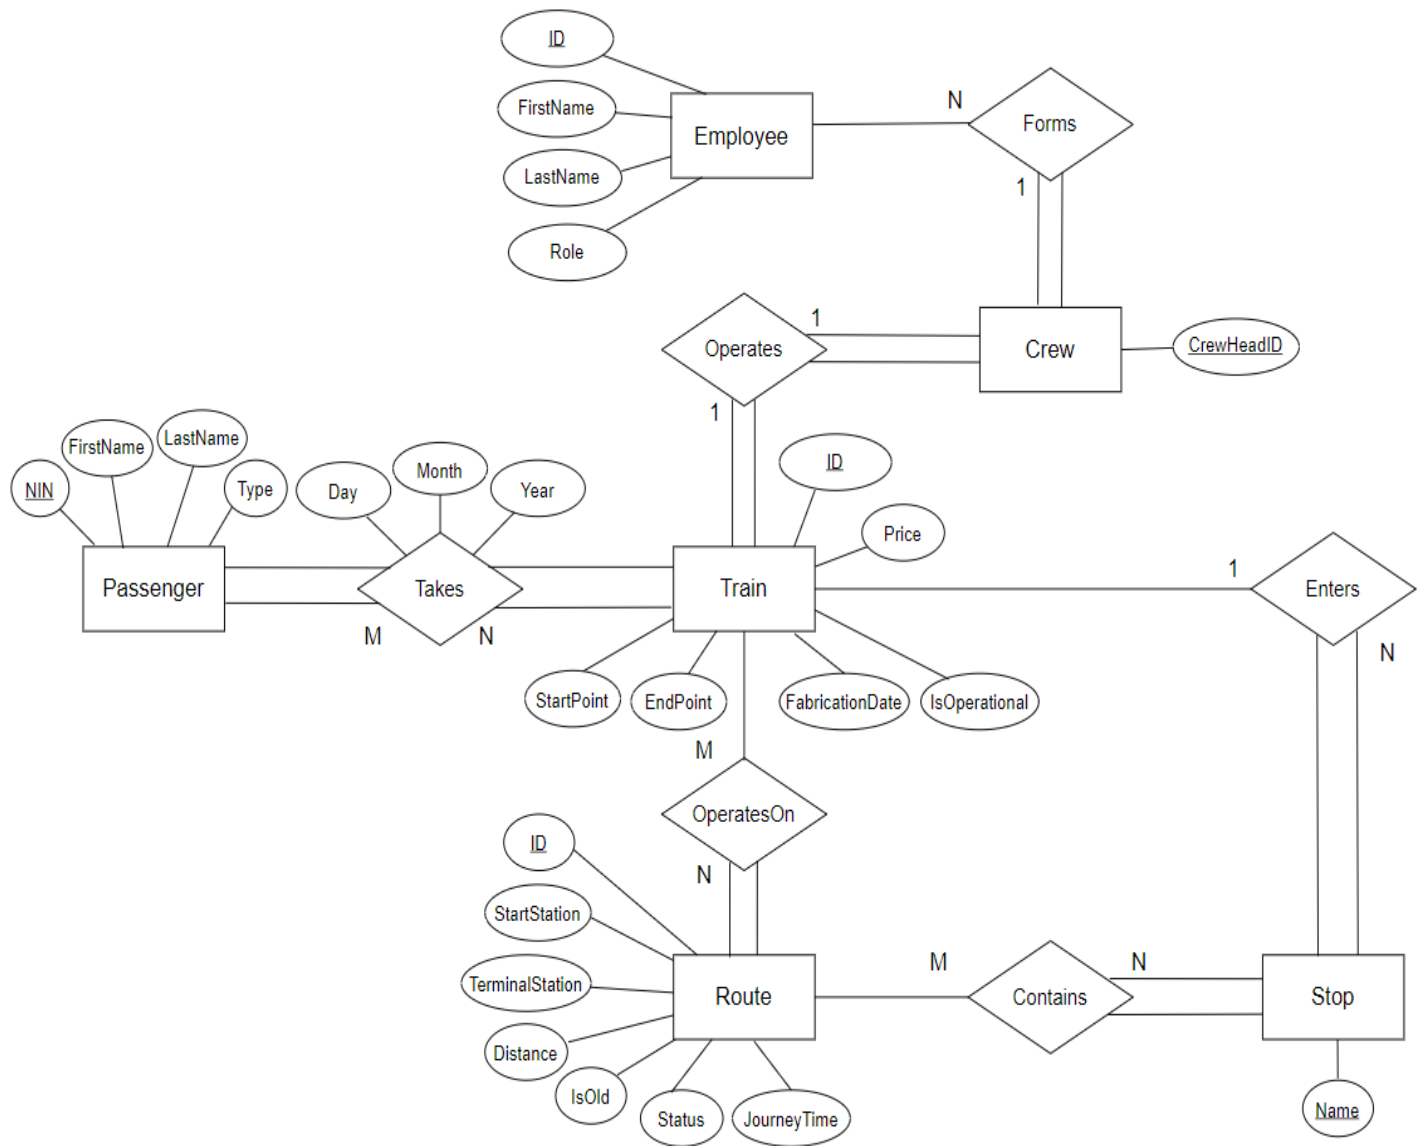 ID
FirstName
N
Forms
Employee
LastName
1
Role
1
Operates
Crew
CrewHeadID
1
LastName
FirstName
ID
Month
NIN
Type
Day
Year
Price
1
Passenger
Takes
Train
Enters
M
N
N
StartPoint
EndPoint
FabricationDate
IsOperational
M
OperatesOn
ID
N
StartStation
M
N
TerminalStation
Route
Contains
Stop
Distance
IsOld
Status
JourneyTime
Name